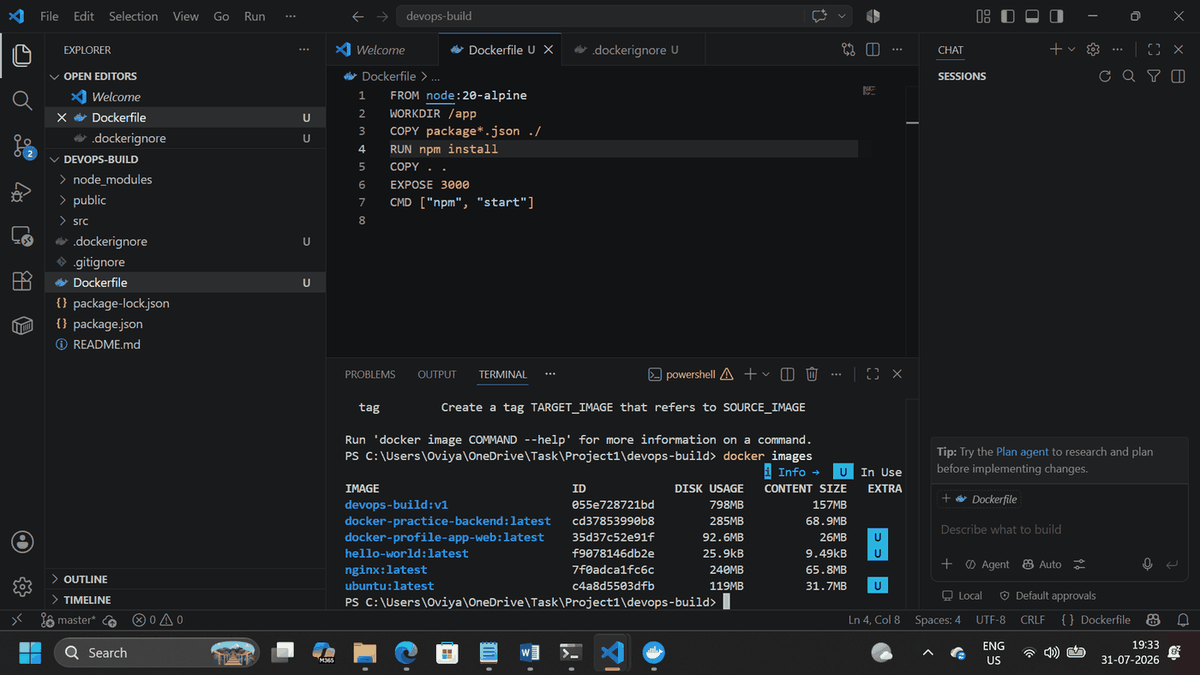 File Edit Selection View Go Run ··· devops-build
EXPLORER ···
OPEN EDITORS
Welcome
Dockerfile U
.dockerignore U
DEVOPS-BUILD
node_modules
public
src
.dockerignore U
.gitignore
Dockerfile U
package-lock.json
package.json
README.md
OUTLINE
TIMELINE
2
Welcome Dockerfile U .dockerignore U
Dockerfile > ...
1 FROM node:20-alpine
2 WORKDIR /app
3 COPY package*.json ./
4 RUN npm install
5 COPY . .
6 EXPOSE 3000
7 CMD ["npm", "start"]
8
PROBLEMS OUTPUT TERMINAL ··· powershell ···
tag Create a tag TARGET_IMAGE that refers to SOURCE_IMAGE
Run 'docker image COMMAND --help' for more information on a command.
PS C:\Users\Oviya\OneDrive\Task\Project1\devops-build> docker images
i Info → U In Use
IMAGE ID DISK USAGE CONTENT SIZE EXTRA
devops-build:v1 055e728721bd 798MB 157MB
docker-practice-backend:latest cd37853990b8 285MB 68.9MB
docker-profile-app-web:latest 35d37c52e91f 92.6MB 26MB U
hello-world:latest f9078146db2e 25.9kB 9.49kB U
nginx:latest 7f0adca1fc6c 240MB 65.8MB
ubuntu:latest c4a8d5503dfb 119MB 31.7MB U
PS C:\Users\Oviya\OneDrive\Task\Project1\devops-build>
CHAT
SESSIONS
Tip: Try the Plan agent to research and plan
before implementing changes.
Dockerfile
Describe what to build
Agent Auto
Local Default approvals
master* 0 0 Ln 4, Col 8 Spaces: 4 UTF-8 CRLF { } Dockerfile
Search
M365
ENG
US
19:33
31-07-2026